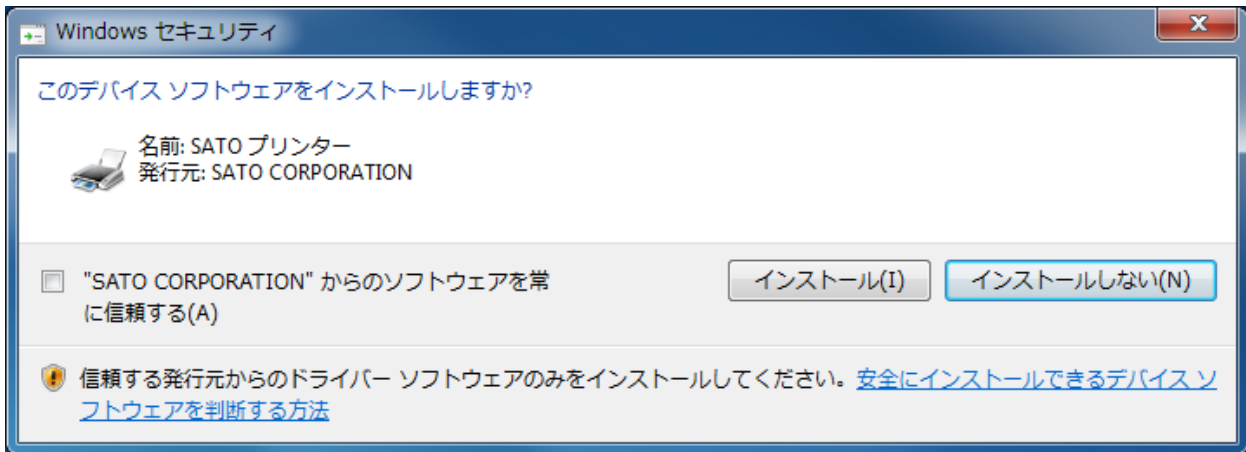 Windows セキュリティ
このデバイス ソフトウェアをインストールしますか?
名前: SATO プリンター
発行元: SATO CORPORATION
"SATO CORPORATION" からのソフトウェアを常
に信頼する(A)
インストール(I)
インストールしない(N)
信頼する発行元からのドライバー ソフトウェアのみをインストールしてください。安全にインストールできるデバイス ソ
フトウェアを判断する方法